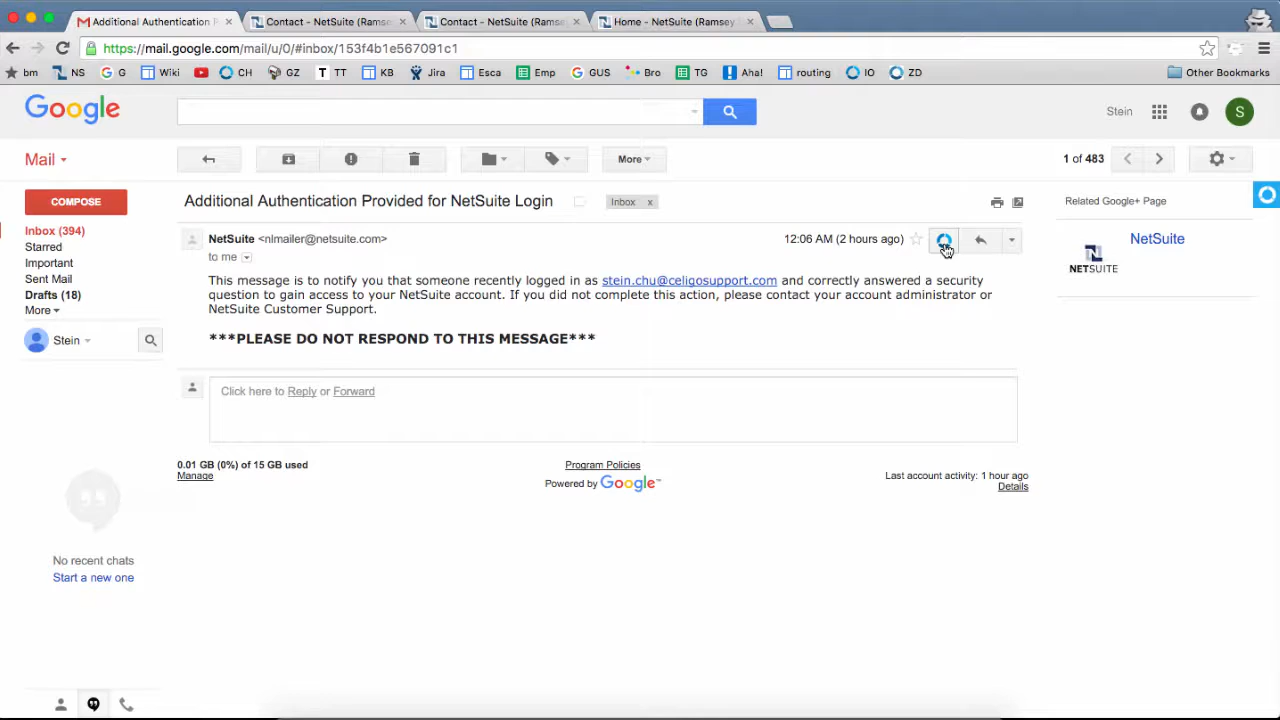 Additional Authentication P
Contact - NetSuite (Ramse
Contact - NetSuite (Ramse
Home - NetSuite (Ramsey
https://mail.google.com/mail/u/0/#inbox/153f4b1e567091c1
bm
NS
G
Wiki
CH
GZ
TT
KB
Jira
Esca
Emp
GUS
Bro
TG
Aha!
routing
IO
ZD
Other Bookmarks
Google
Stein
S
Mail
More
1 of 483
COMPOSE
Additional Authentication Provided for NetSuite Login
Inbox x
Related Google+ Page
Inbox (394)
Starred
Important
Sent Mail
Drafts (18)
More
NetSuite <nlmailer@netsuite.com>
12:06 AM (2 hours ago)
to me
NetSuite
NETSUITE
This message is to notify you that someone recently logged in as stein.chu@celigosupport.com and correctly answered a security
question to gain access to your NetSuite account. If you did not complete this action, please contact your account administrator or
NetSuite Customer Support.
***PLEASE DO NOT RESPOND TO THIS MESSAGE***
Stein
Click here to Reply or Forward
0.01 GB (0%) of 15 GB used
Manage
Program Policies
Powered by Google™
Last account activity: 1 hour ago
Details
No recent chats
Start a new one